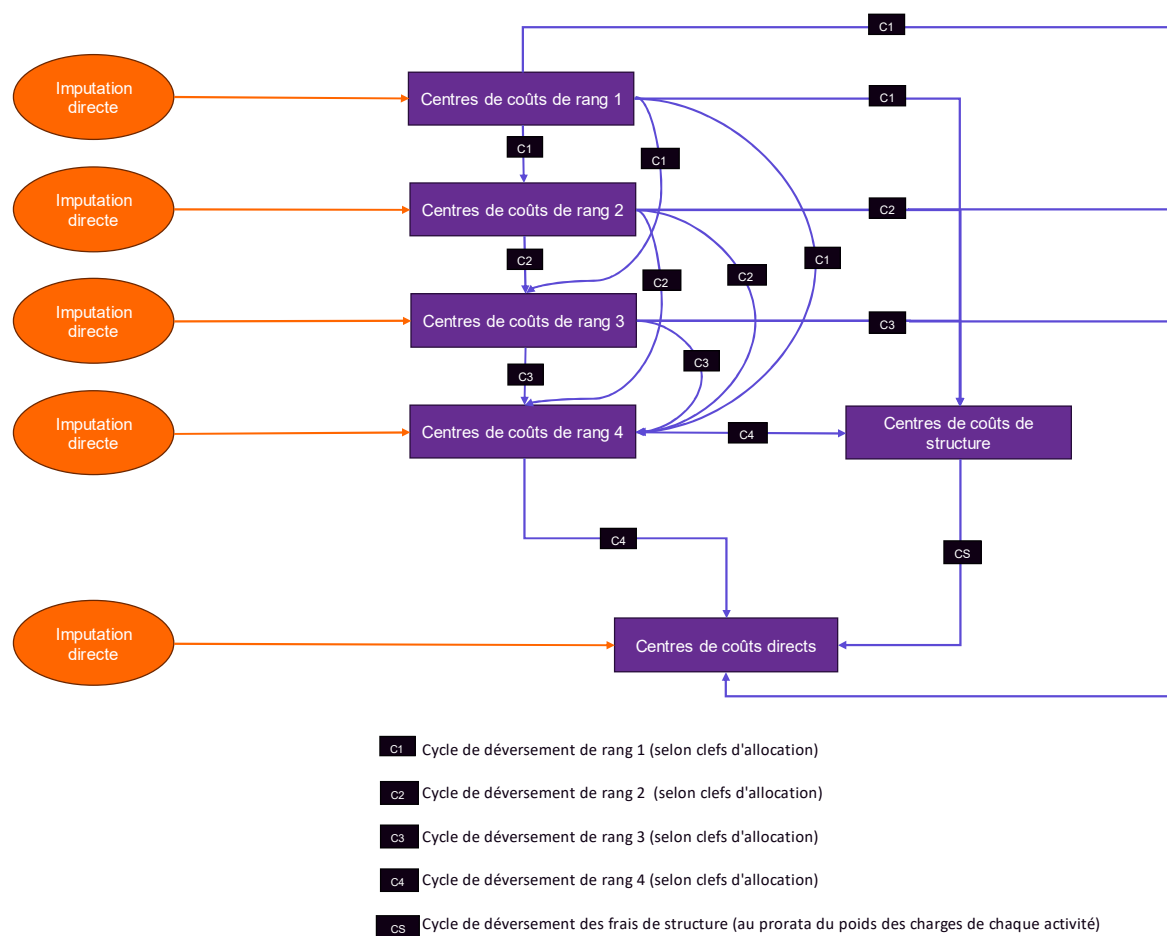 C1
Imputation
directe
Centres de coûts de rang 1
C1
C1
C1
Imputation
directe
Centres de coûts de rang 2
C2
C2
C1
C2
C2
Imputation
directe
Centres de coûts de rang 3
C3
C3
C3
Imputation
directe
Centres de coûts de rang 4
C4
Centres de coûts de
structure
C4
CS
Imputation
directe
Centres de coûts directs
C1 Cycle de déversement de rang 1 (selon clefs d'allocation)
C2 Cycle de déversement de rang 2 (selon clefs d'allocation)
C3 Cycle de déversement de rang 3 (selon clefs d'allocation)
C4 Cycle de déversement de rang 4 (selon clefs d'allocation)
CS Cycle de déversement des frais de structure (au prorata du poids des charges de chaque activité)